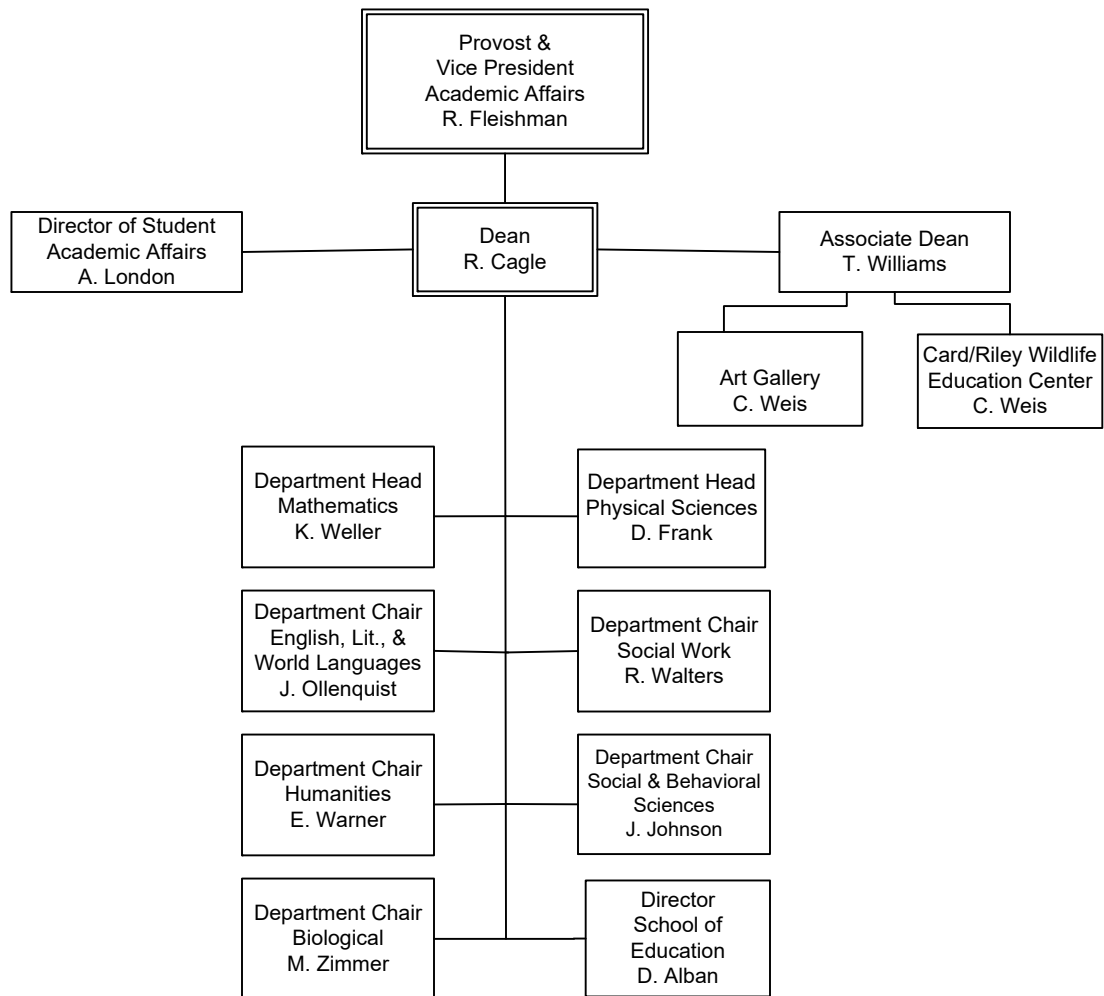 Provost &
Vice President
Academic Affairs
R. Fleishman
Director of Student
Academic Affairs
A. London
Dean
R. Cagle
Associate Dean
T. Williams
Art Gallery
C. Weis
Card/Riley Wildlife
Education Center
C. Weis
Department Head
Mathematics
K. Weller
Department Head
Physical Sciences
D. Frank
Department Chair
English, Lit., &
World Languages
J. Ollenquist
Department Chair
Social Work
R. Walters
Department Chair
Humanities
E. Warner
Department Chair
Social & Behavioral
Sciences
J. Johnson
Department Chair
Biological
M. Zimmer
Director
School of
Education
D. Alban